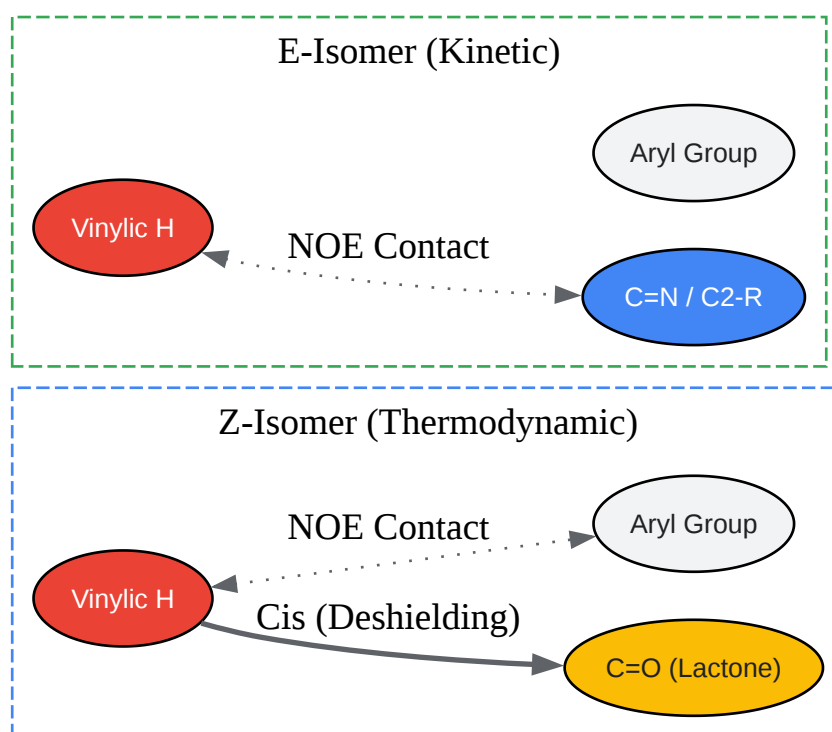 E-Isomer (Kinetic)
Aryl Group
Vinylic H
NOE Contact
C=N / C2-R
Z-Isomer (Thermodynamic)
Aryl Group
NOE Contact
Vinylic H
Cis (Deshielding)
C=O (Lactone)